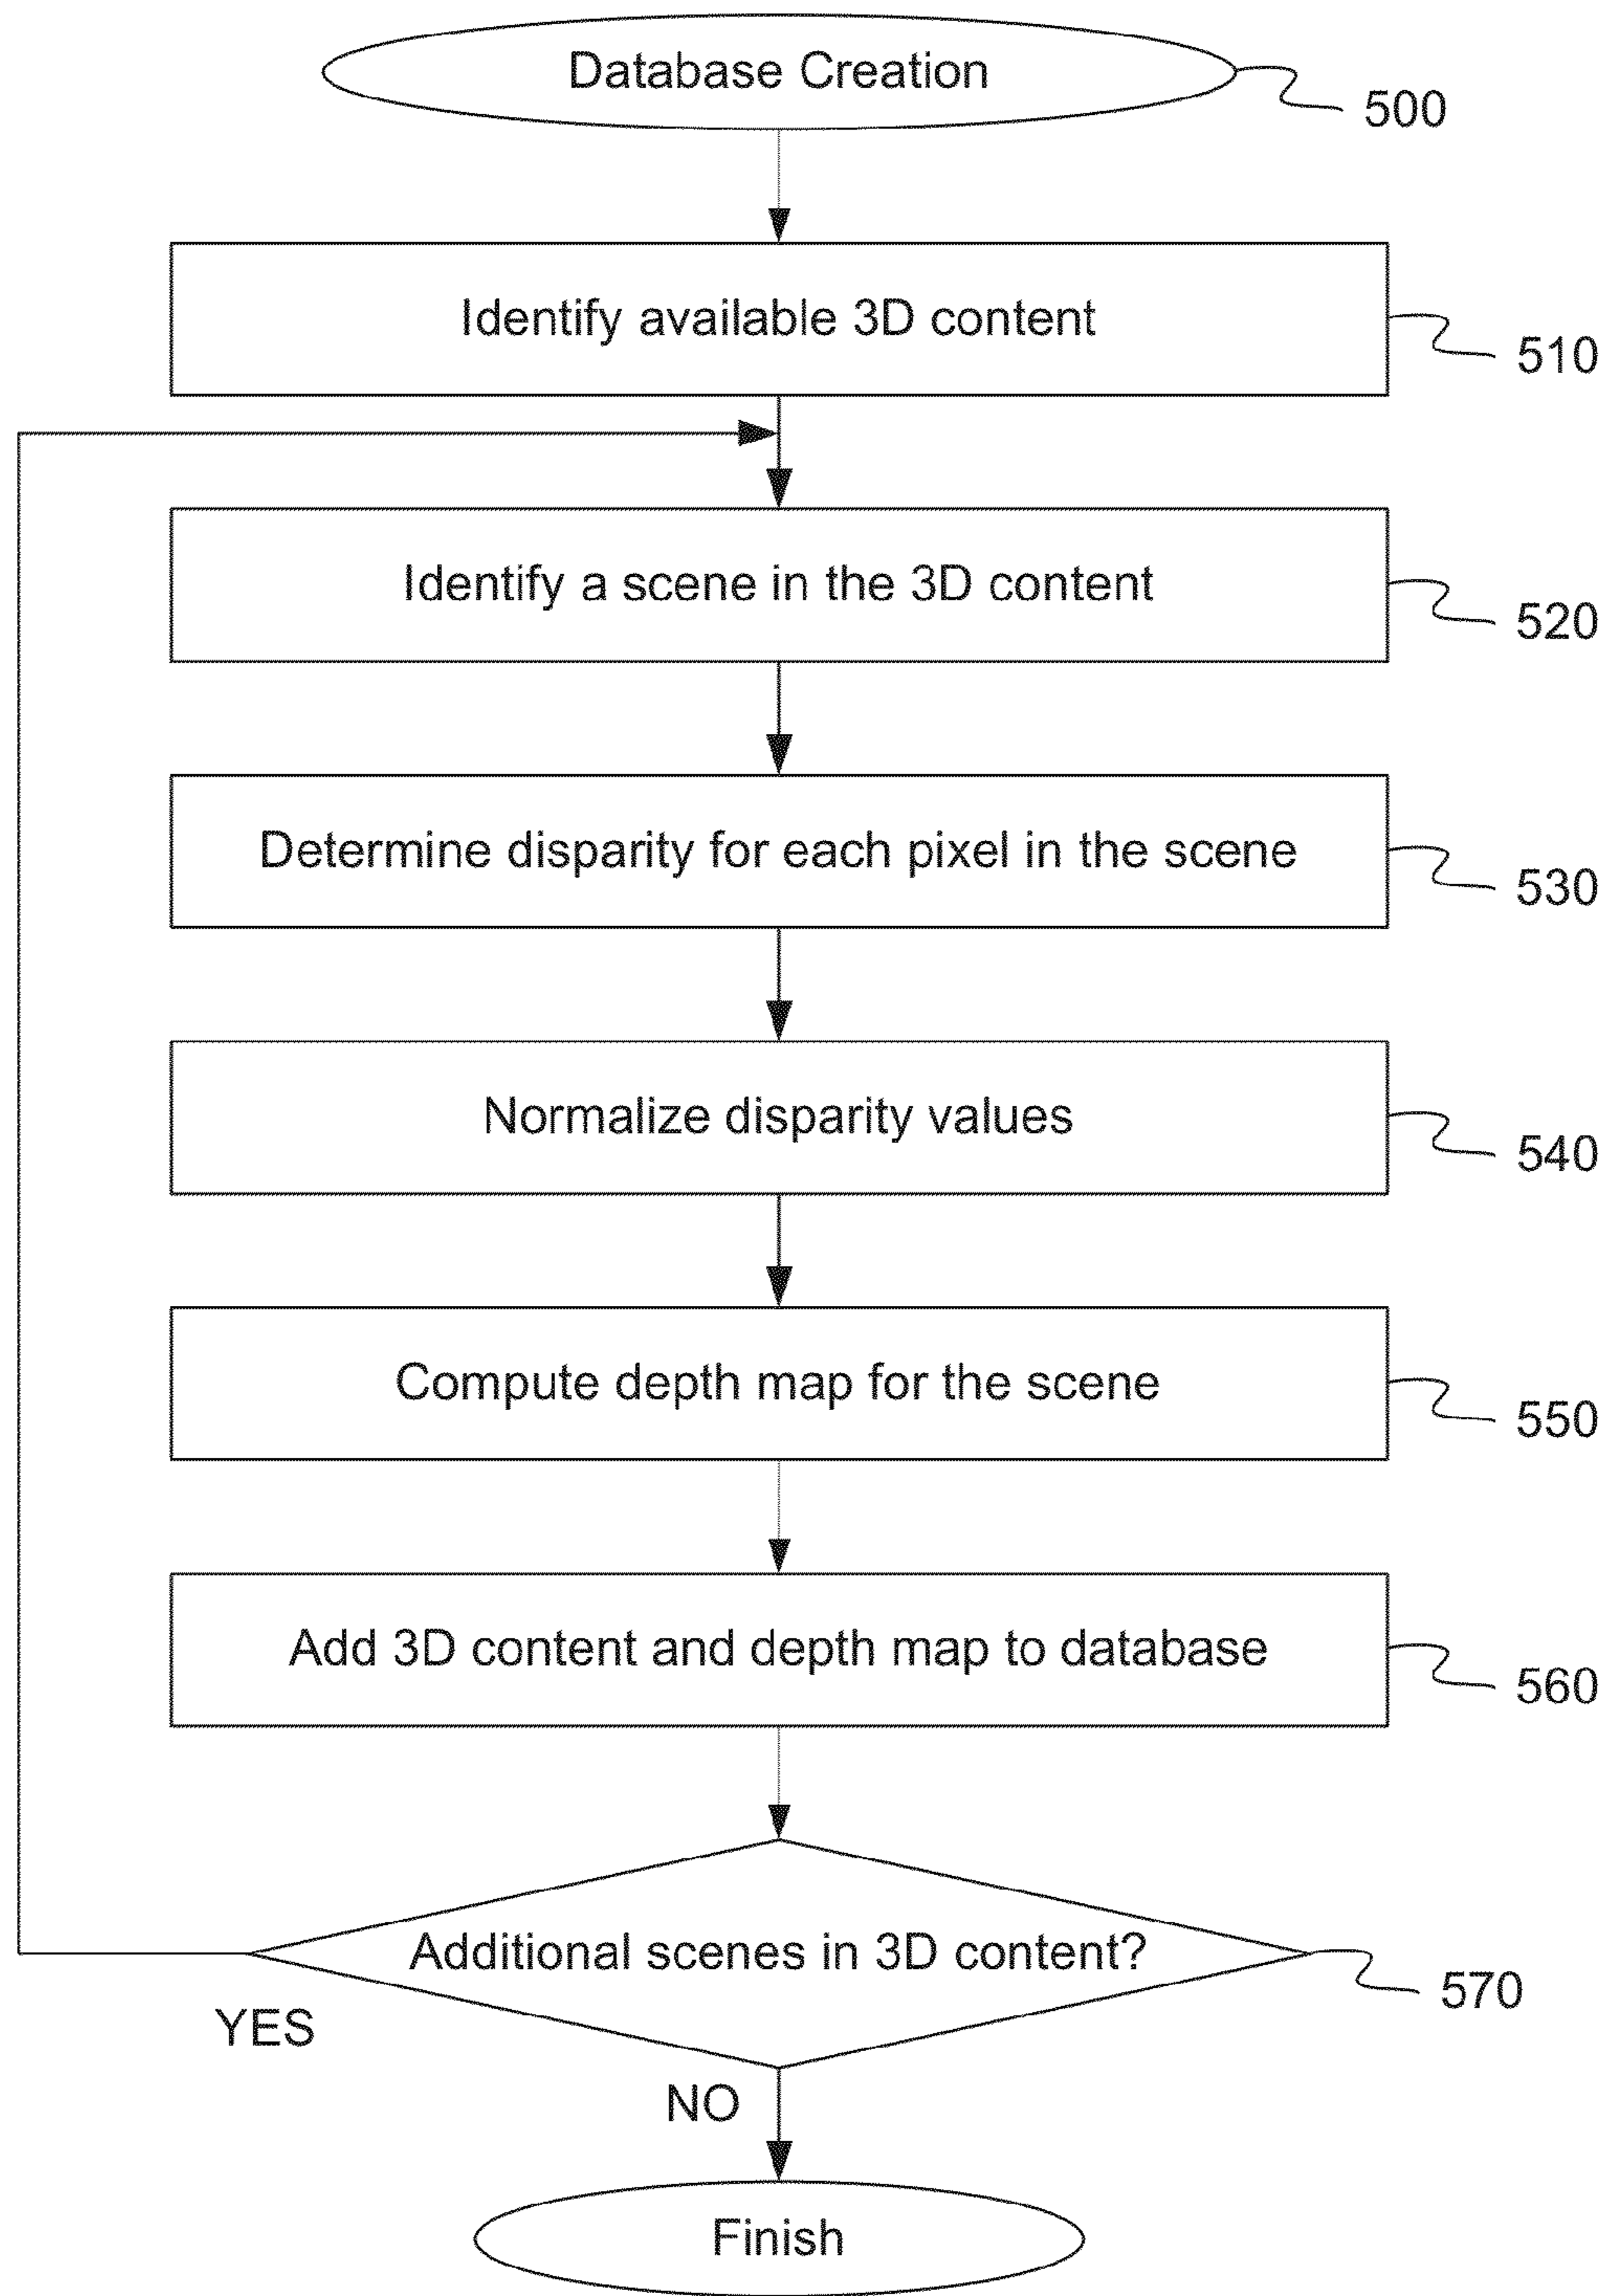 Database Creation
500
Identify available 3D content
510
Identify a scene in the 3D content
520
Determine disparity for each pixel in the scene
530
Normalize disparity values
540
Compute depth map for the scene
550
Add 3D content and depth map to database
560
Additional scenes in 3D content?
570
YES
NO
Finish